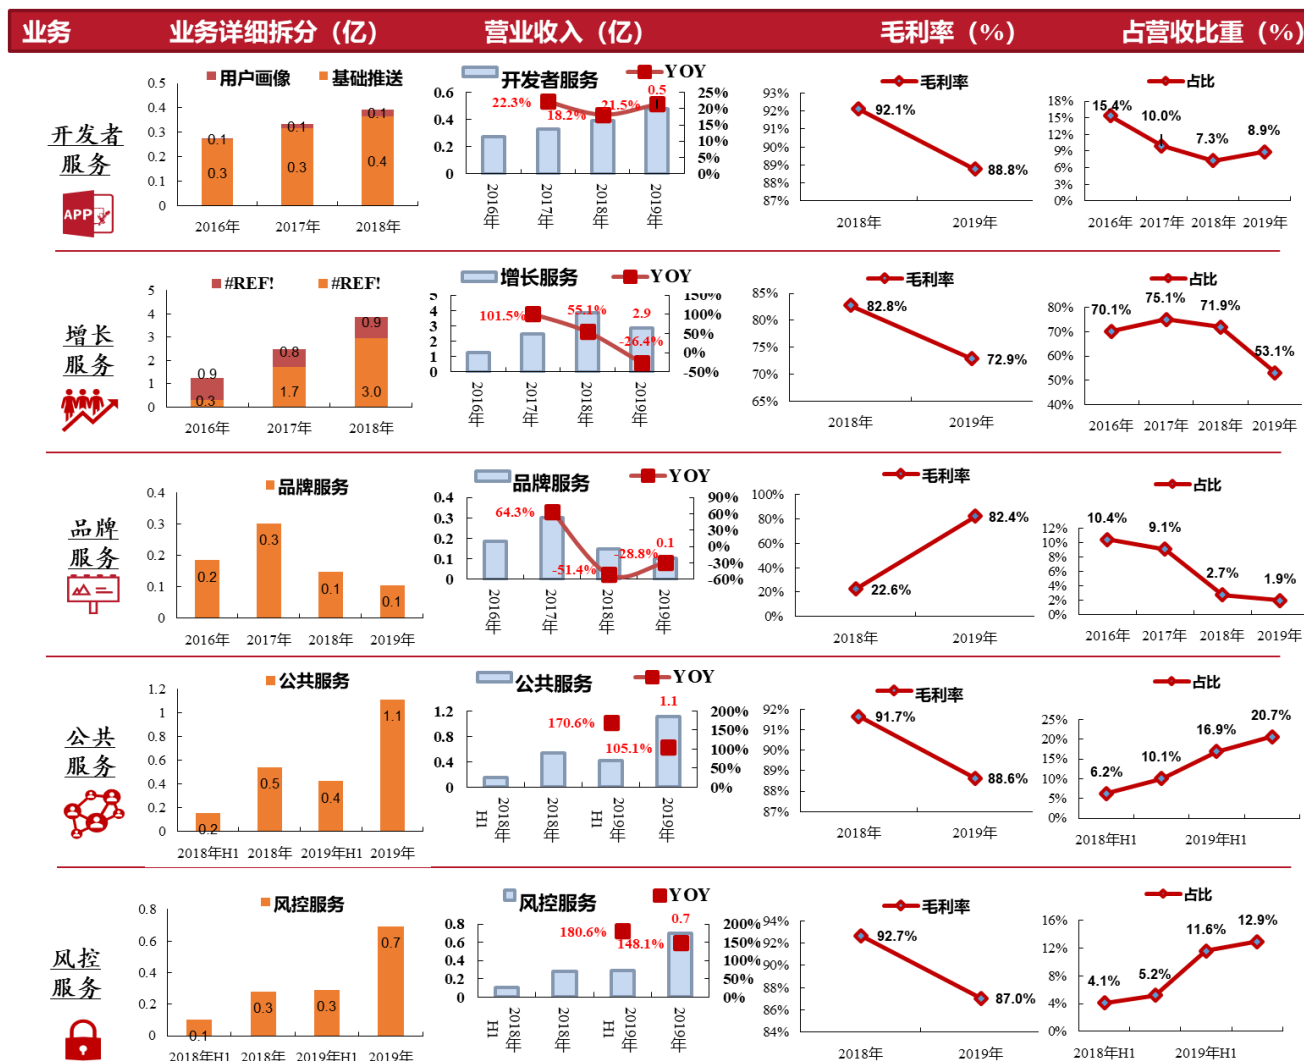 业务 业务详细拆分（亿） 营业收入（亿） 毛利率（%） 占营收比重（%）
开发者
服务
APP
用户画像 基础推送
0.5
0.4
0.3
0.2
0.1
0
0.1 0.1 0.1
0.3 0.3 0.4
2016年 2017年 2018年
开发者服务 YOY
0.6
0.4
0.2
0
22.3% 18.2% 21.5% 0.5
25%
20%
15%
10%
5%
0%
2016年 2017年 2018年 2019年
毛利率
93%
92%
91%
90%
89%
88%
87%
92.1% 88.8%
2018年 2019年
占比
18%
15%
12%
9%
6%
3%
0%
15.4% 10.0% 7.3% 8.9%
2016年 2017年 2018年 2019年
增长
服务
#REF! #REF!
5
4
3
2
1
0
0.9 0.8 0.9
0.3 1.7 3.0
2016年 2017年 2018年
增长服务 YOY
5
4
3
2
1
0
101.5% 55.1% -26.4% 2.9
150%
100%
50%
0%
-50%
2016年 2017年 2018年 2019年
毛利率
85%
80%
75%
70%
65%
82.8% 72.9%
2018年 2019年
占比
80%
70%
60%
50%
40%
70.1% 75.1% 71.9% 53.1%
2016年 2017年 2018年 2019年
品牌
服务
品牌服务
0.4
0.3
0.2
0.1
0
0.2 0.3 0.1 0.1
2016年 2017年 2018年 2019年
品牌服务 YOY
0.4
0.3
0.2
0.1
0
64.3% -51.4% -28.8% 0.1
90%
60%
30%
0%
-30%
-60%
2016年 2017年 2018年 2019年
毛利率
100%
80%
60%
40%
20%
0%
22.6% 82.4%
2018年 2019年
占比
12%
10%
8%
6%
4%
2%
0%
10.4% 9.1% 2.7% 1.9%
2016年 2017年 2018年 2019年
公共
服务
公共服务
1.2
1
0.8
0.6
0.4
0.2
0
0.2 0.5 0.4 1.1
2018年H1 2018年 2019年H1 2019年
公共服务 YOY
1.2
0.9
0.6
0.3
0
170.6% 105.1% 1.1
200%
150%
100%
50%
0%
2018年H1 2018年 2019年H1 2019年
毛利率
92%
91%
90%
89%
88%
87%
91.7% 88.6%
2018年 2019年
占比
25%
20%
15%
10%
5%
0%
6.2% 10.1% 16.9% 20.7%
2018年H1 2019年H1
风控
服务
风控服务
0.8
0.6
0.4
0.2
0
0.1 0.3 0.3 0.7
2018年H1 2018年 2019年H1 2019年
风控服务 YOY
0.8
0.6
0.4
0.2
0
180.6% 148.1% 0.7
200%
150%
100%
50%
0%
2018年H1 2018年 2019年H1 2019年
毛利率
94%
92%
90%
88%
86%
84%
92.7% 87.0%
2018年 2019年
占比
16%
12%
8%
4%
0%
4.1% 5.2% 11.6% 12.9%
2018年H1 2019年H1